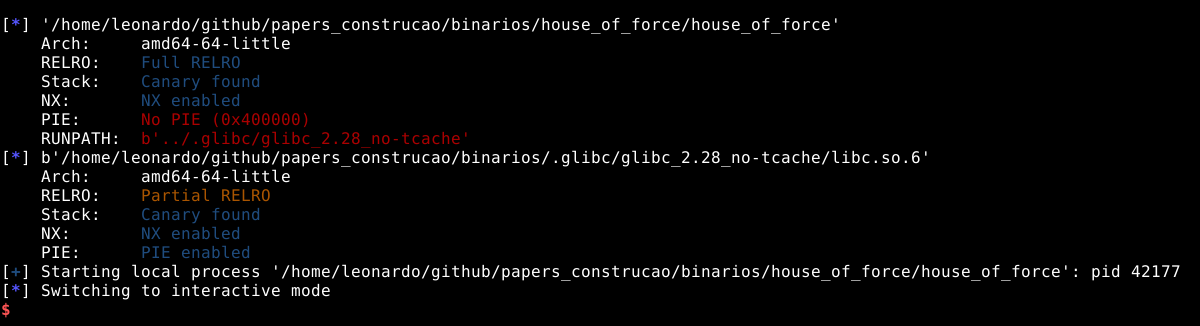 [*] '/home/leonardo/github/papers_construcao/binarios/house_of_force/house_of_force'
    Arch:     amd64-64-little
    RELRO:    Full RELRO
    Stack:    Canary found
    NX:       NX enabled
    PIE:      No PIE (0x400000)
    RUNPATH:  b'../.glibc/glibc_2.28_no-tcache'
[*] b'/home/leonardo/github/papers_construcao/binarios/.glibc/glibc_2.28_no-tcache/libc.so.6'
    Arch:     amd64-64-little
    RELRO:    Partial RELRO
    Stack:    Canary found
    NX:       NX enabled
    PIE:      PIE enabled
[+] Starting local process '/home/leonardo/github/papers_construcao/binarios/house_of_force/house_of_force': pid 42177
[*] Switching to interactive mode
$